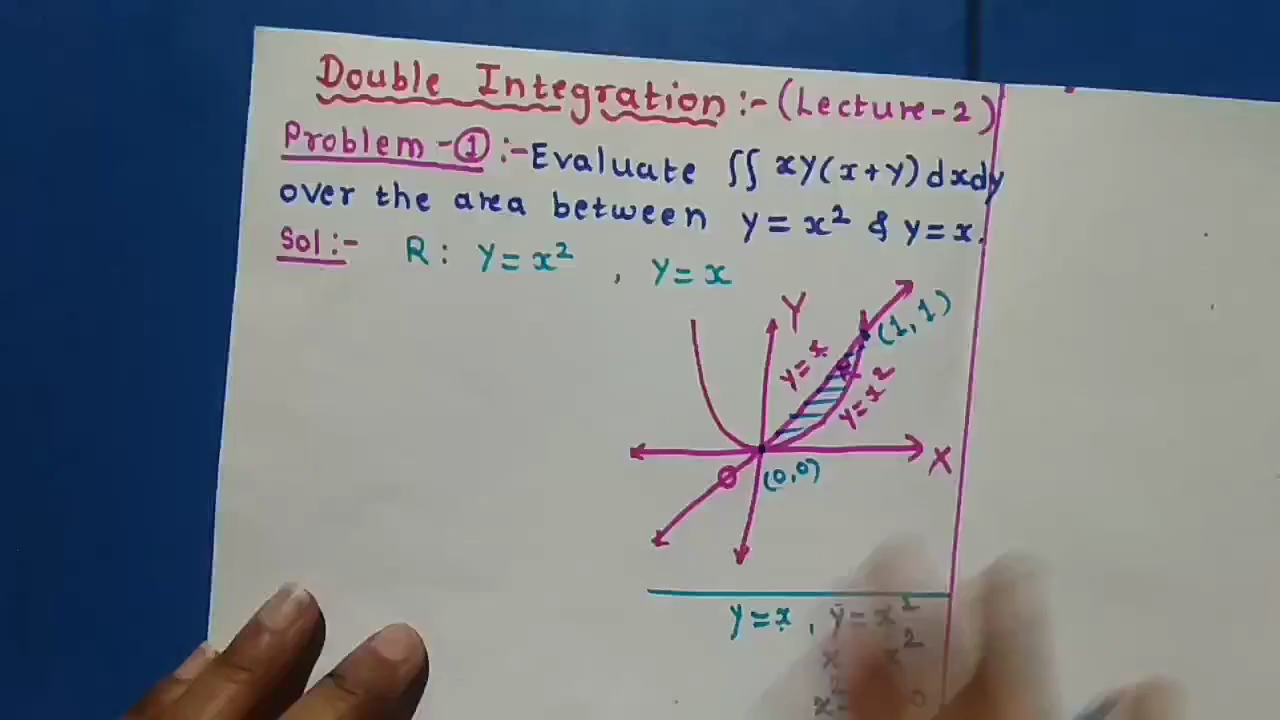 Double Integration :- (Lecture-2)
Problem-① :- Evaluate ∬ xy(x+y) dxdy
over the area between y = x² & y = x.
Sol :- R : y = x² , y = x
Y
(1,1)
y = x
y = x²
X
(0,0)
y = x , y = x²
x x²